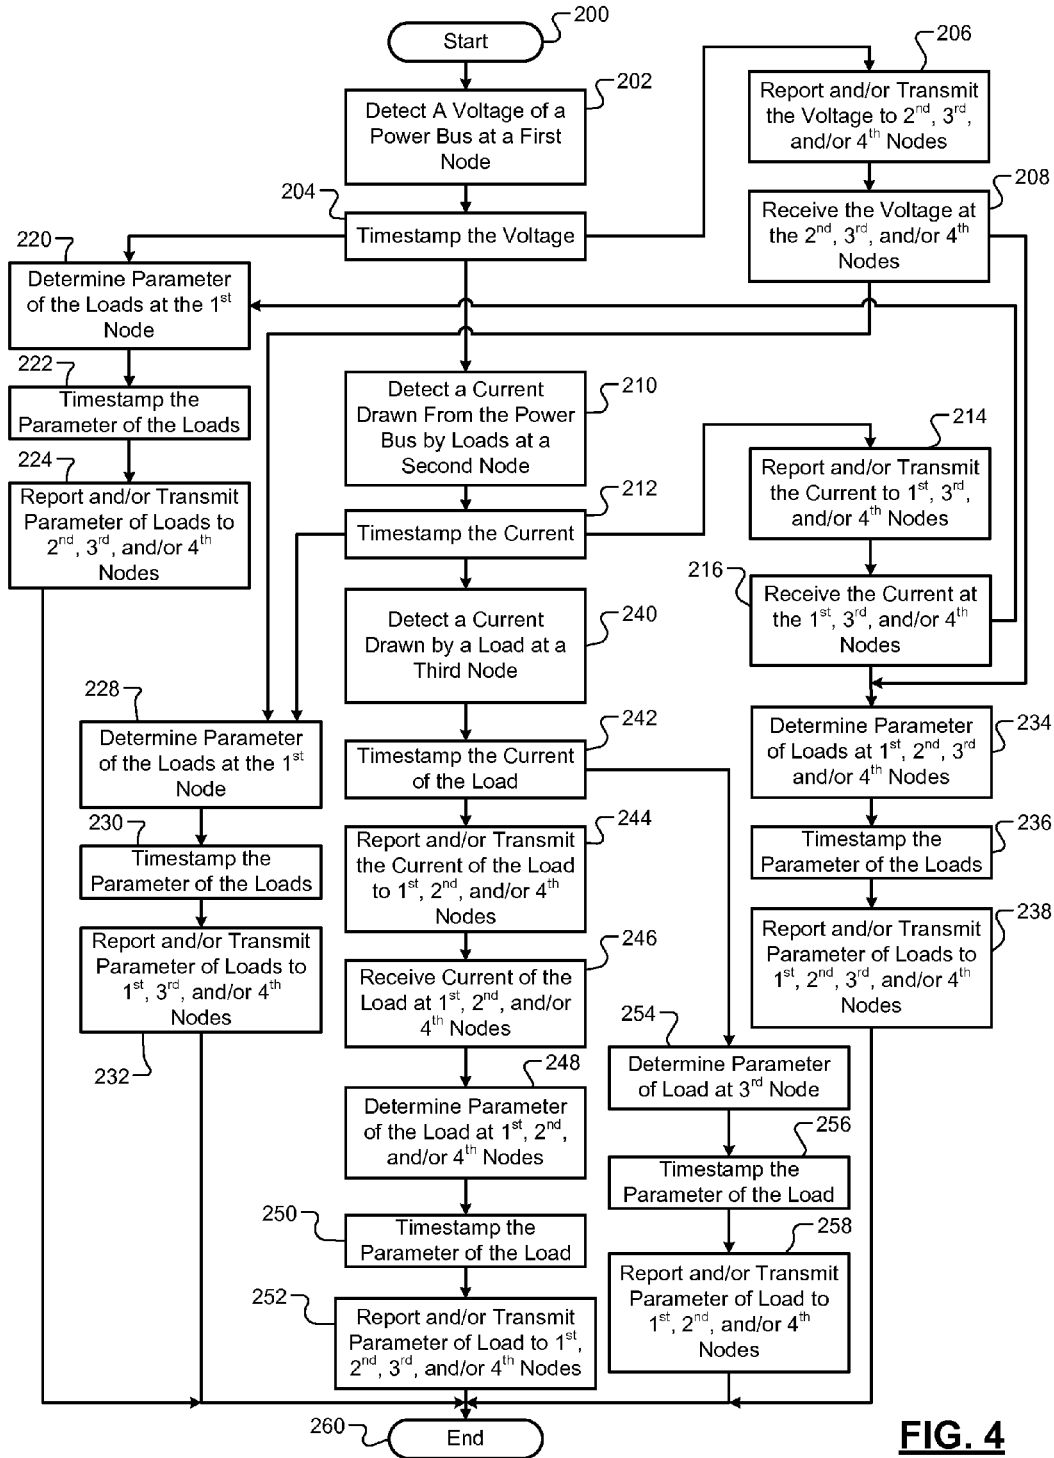 200
Start
206
202
Detect A Voltage of a
Power Bus at a First
Node
Report and/or Transmit
the Voltage to 2nd, 3rd,
and/or 4th Nodes
204
Timestamp the Voltage
208
Receive the Voltage at
the 2nd, 3rd, and/or 4th
Nodes
220
Determine Parameter
of the Loads at the 1st
Node
222
Timestamp the
Parameter of the Loads
210
Detect a Current
Drawn From the Power
Bus by Loads at a
Second Node
214
Report and/or Transmit
the Current to 1st, 3rd,
and/or 4th Nodes
224
Report and/or Transmit
Parameter of Loads to
2nd, 3rd, and/or 4th
Nodes
212
Timestamp the Current
216
Receive the Current at
the 1st, 3rd, and/or 4th
Nodes
240
Detect a Current
Drawn by a Load at a
Third Node
228
Determine Parameter
of the Loads at the 1st
Node
242
Timestamp the Current
of the Load
234
Determine Parameter
of Loads at 1st, 2nd, 3rd
and/or 4th Nodes
230
Timestamp the
Parameter of the Loads
244
Report and/or Transmit
the Current of the Load
to 1st, 2nd, and/or 4th
Nodes
236
Timestamp the
Parameter of the Loads
232
Report and/or Transmit
Parameter of Loads to
1st, 3rd, and/or 4th
Nodes
246
Receive Current of the
Load at 1st, 2nd, and/or
4th Nodes
238
Report and/or Transmit
Parameter of Loads to
1st, 2nd, 3rd, and/or 4th
Nodes
254
Determine Parameter
of Load at 3rd Node
248
Determine Parameter
of the Load at 1st, 2nd,
and/or 4th Nodes
256
Timestamp the
Parameter of the Load
250
Timestamp the
Parameter of the Load
258
Report and/or Transmit
Parameter of Load to
1st, 2nd, and/or 4th
Nodes
252
Report and/or Transmit
Parameter of Load to 1st,
2nd, 3rd, and/or 4th Nodes
260
End
FIG. 4